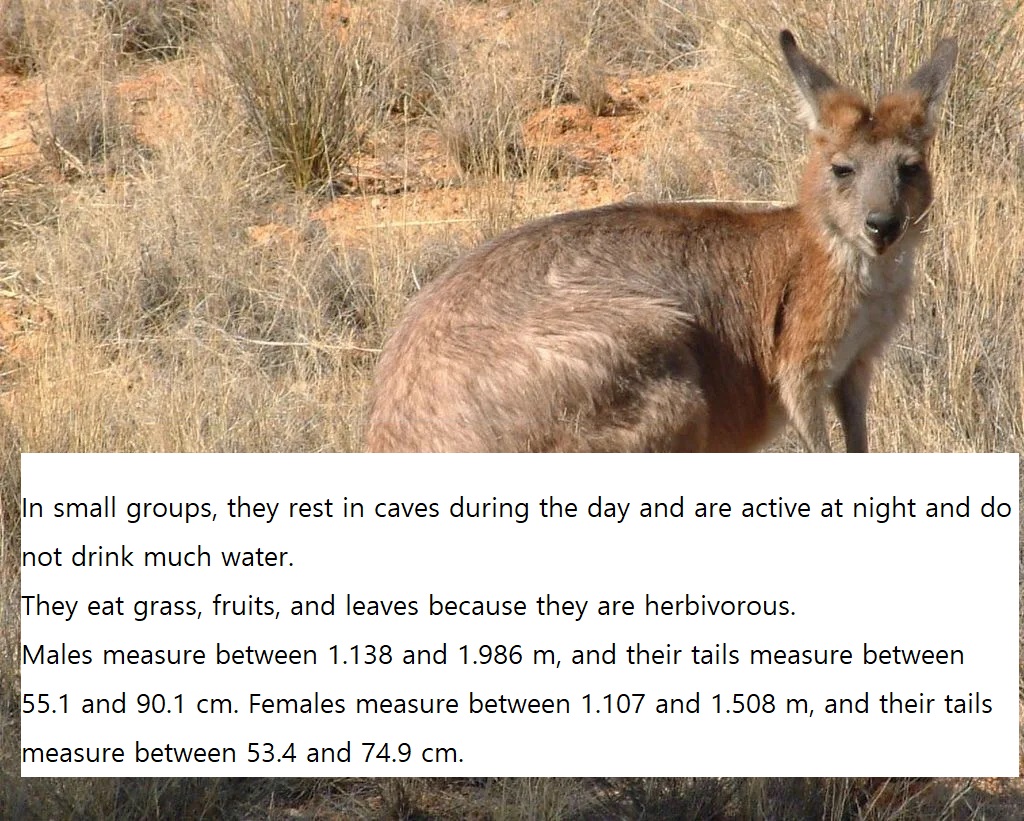 In small groups, they rest in caves during the day and are active at night and do
not drink much water.
They eat grass, fruits, and leaves because they are herbivorous.
Males measure between 1.138 and 1.986 m, and their tails measure between
55.1 and 90.1 cm. Females measure between 1.107 and 1.508 m, and their tails
measure between 53.4 and 74.9 cm.